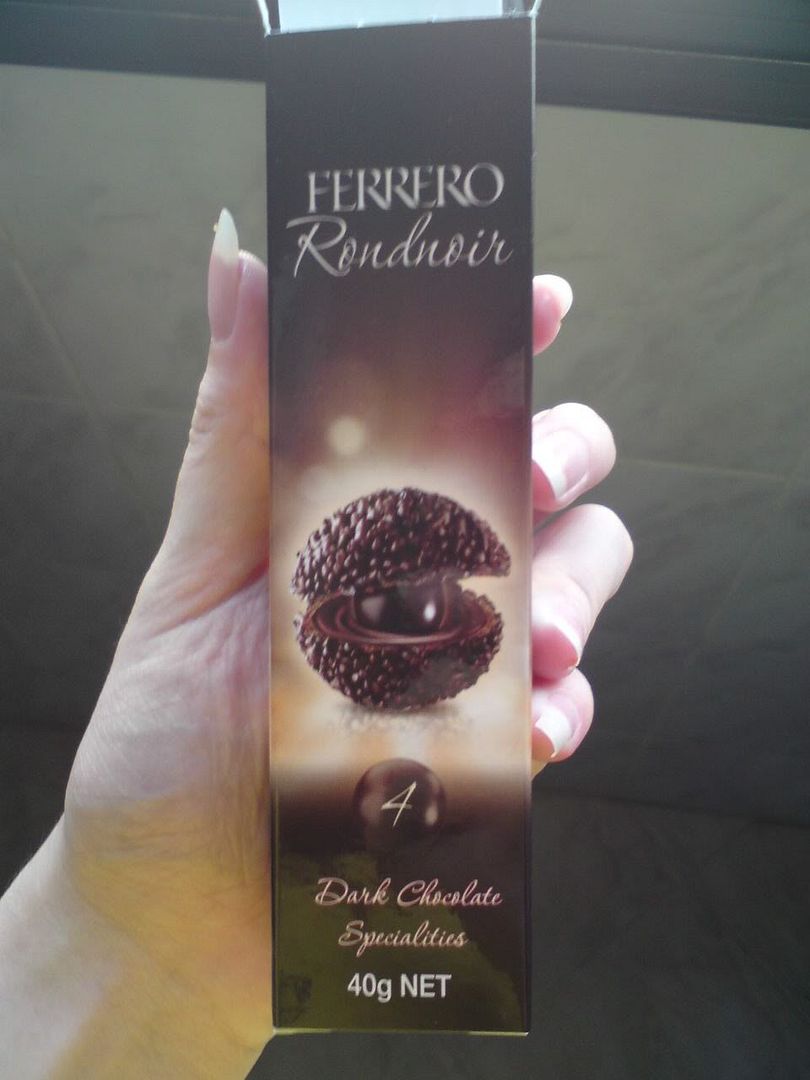 FERRERO
Rondnoir
4
Dark Chocolate
Specialities
40g NET